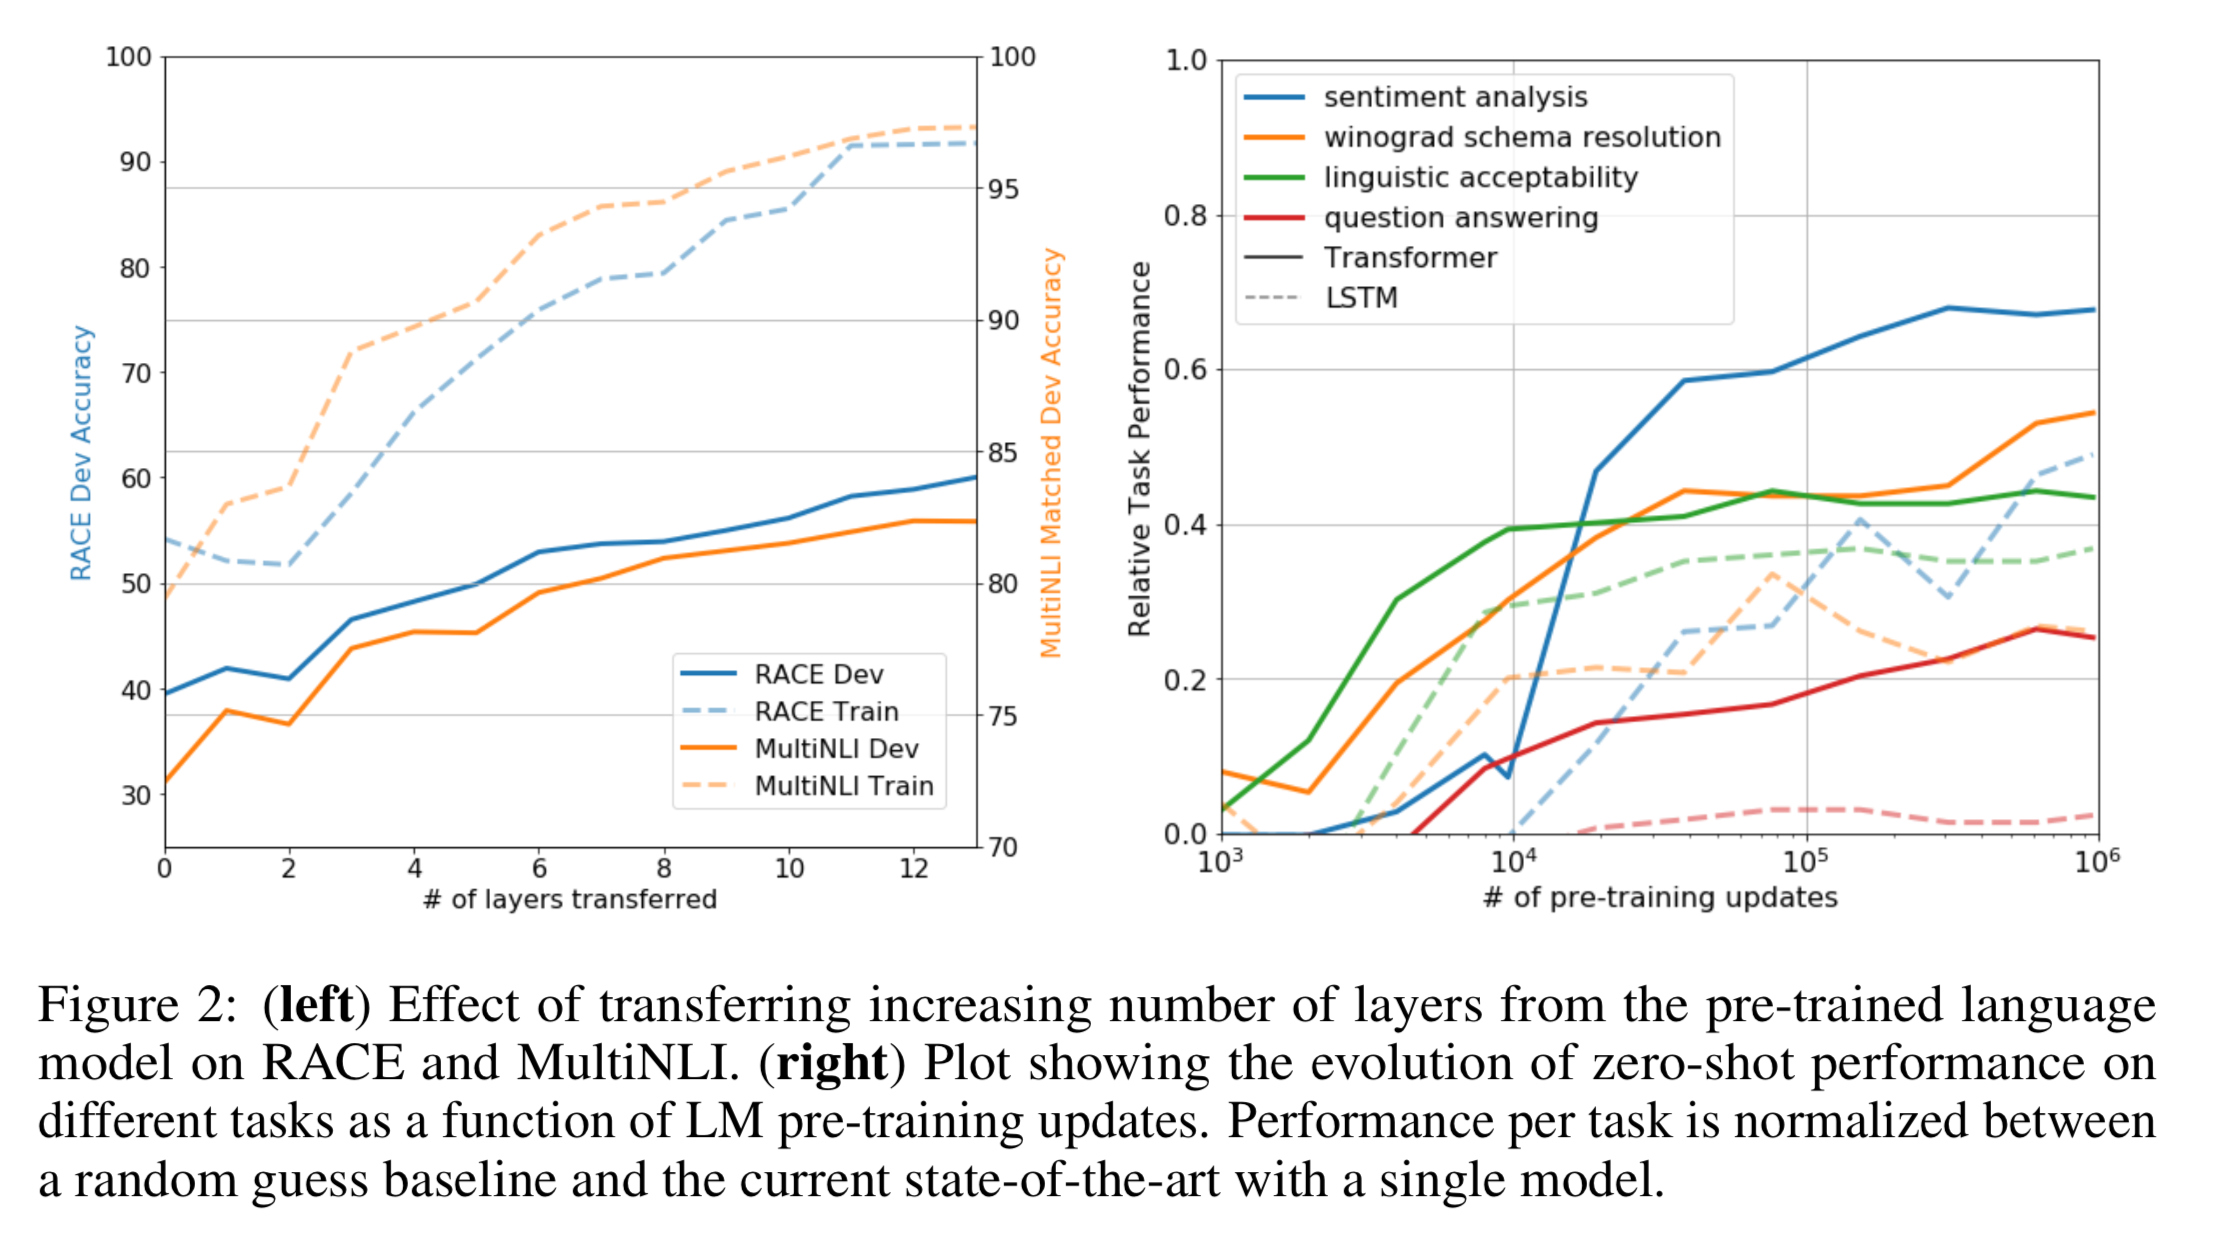 100
90
80
70
60
50
40
30
RACE Dev Accuracy
0 2 4 6 8 10 12
# of layers transferred
100
95
90
85
80
75
70
MultiNLI Matched Dev Accuracy
RACE Dev
RACE Train
MultiNLI Dev
MultiNLI Train
1.0
0.8
0.6
0.4
0.2
0.0
Relative Task Performance
sentiment analysis
winograd schema resolution
linguistic acceptability
question answering
Transformer
LSTM
10³ 10⁴ 10⁵ 10⁶
# of pre-training updates
Figure 2: (left) Effect of transferring increasing number of layers from the pre-trained language
model on RACE and MultiNLI. (right) Plot showing the evolution of zero-shot performance on
different tasks as a function of LM pre-training updates. Performance per task is normalized between
a random guess baseline and the current state-of-the-art with a single model.